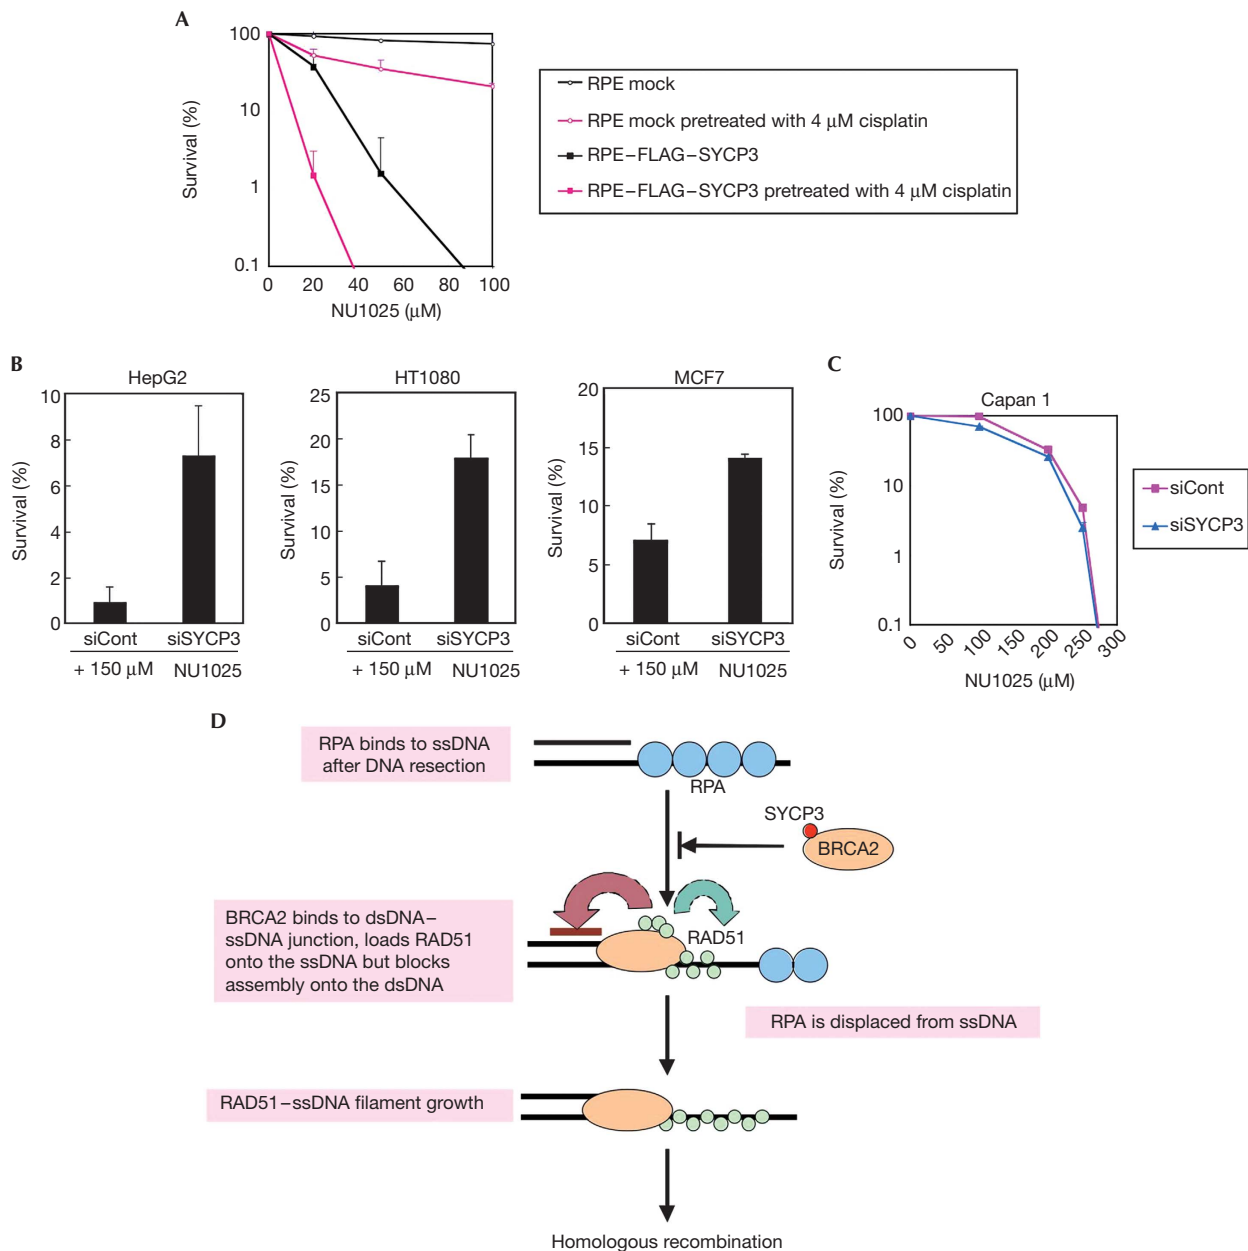 A
100
10
1
0.1
Survival (%)
0
20
40
60
80
100
NU1025 (μM)
RPE mock
RPE mock pretreated with 4 μM cisplatin
RPE–FLAG–SYCP3
RPE–FLAG–SYCP3 pretreated with 4 μM cisplatin
B
HepG2
10
8
6
4
2
0
Survival (%)
siCont
siSYCP3
+ 150 μM
NU1025
HT1080
25
20
15
10
5
0
Survival (%)
siCont
siSYCP3
+ 150 μM
NU1025
MCF7
20
15
10
5
0
Survival (%)
siCont
siSYCP3
+ 150 μM
NU1025
C
Capan 1
100
10
1
0.1
Survival (%)
0
50
100
150
200
250
300
NU1025 (μM)
siCont
siSYCP3
D
RPA binds to ssDNA
after DNA resection
RPA
SYCP3
BRCA2
BRCA2 binds to dsDNA–
ssDNA junction, loads RAD51
onto the ssDNA but blocks
assembly onto the dsDNA
RAD51
RPA is displaced from ssDNA
RAD51–ssDNA filament growth
Homologous recombination